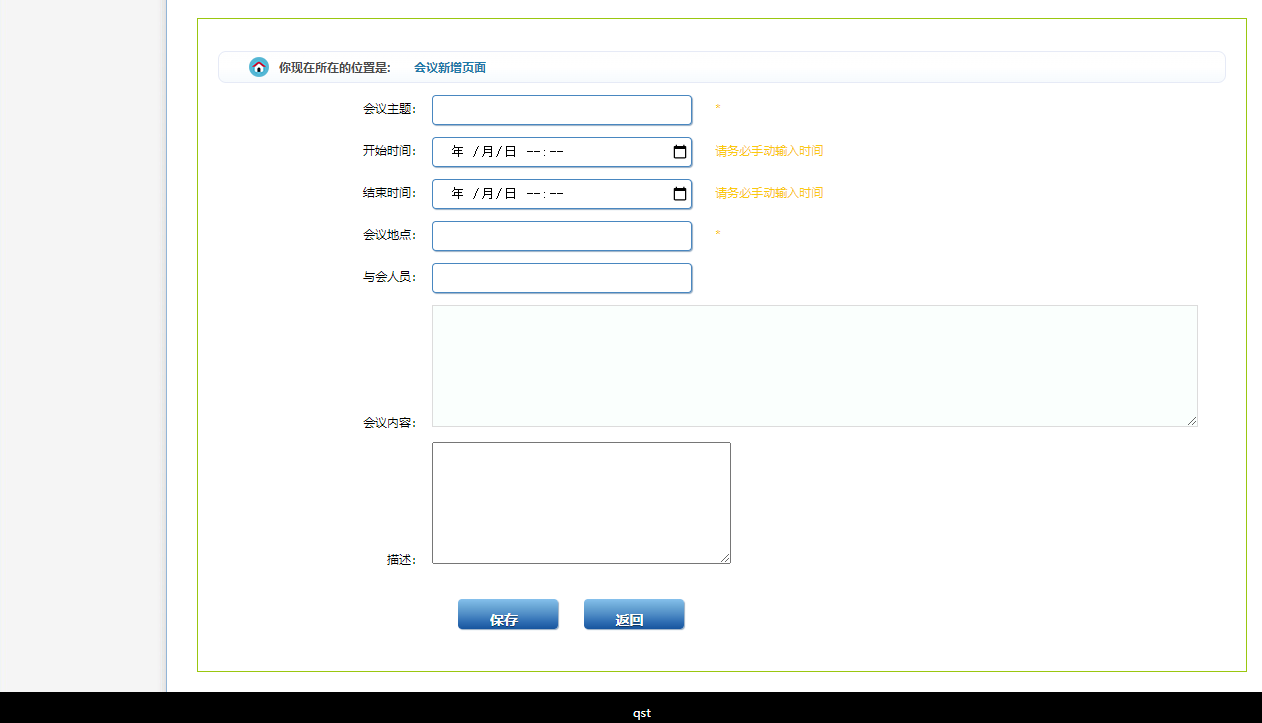 你现在所在的位置是: 会议新增页面
会议主题： *
开始时间： 年 /月/日 --:-- 请务必手动输入时间
结束时间： 年 /月/日 --:-- 请务必手动输入时间
会议地点： *
与会人员：
会议内容：
描述：
保存 返回
qst